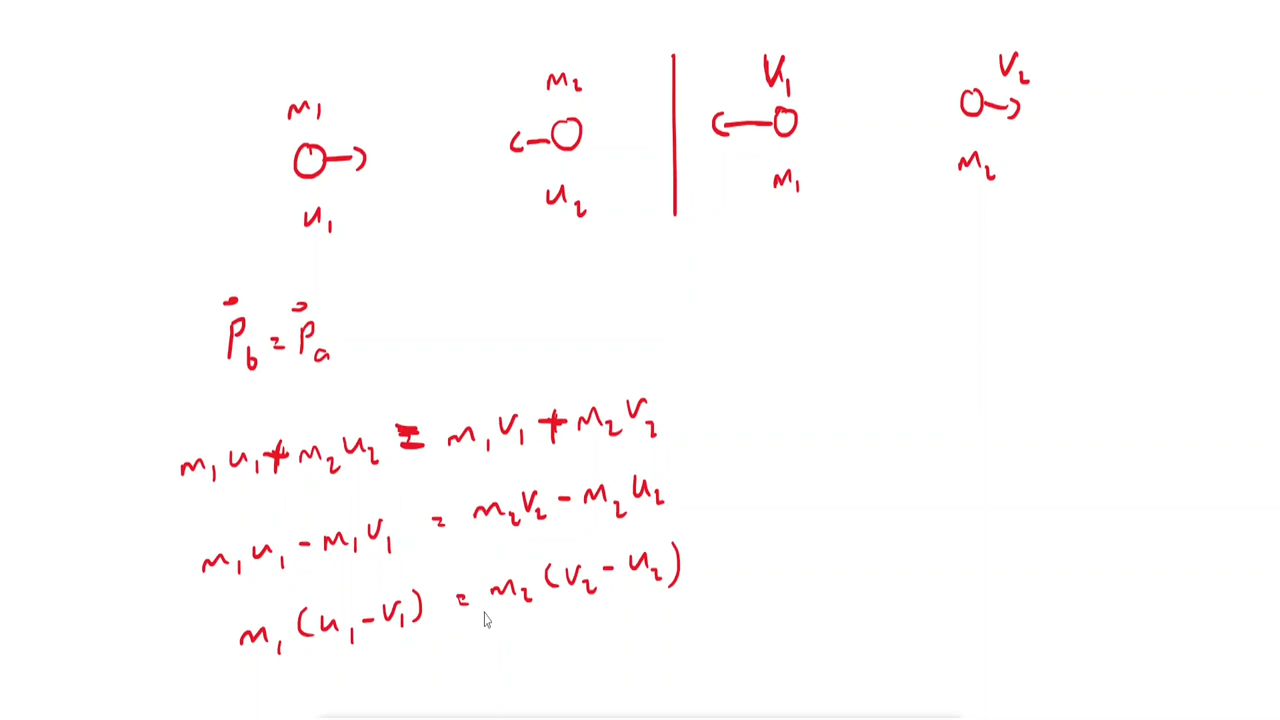 m₁
u₁
m₂
u₂
V₁
m₁
V₂
m₂
P⃗b = P⃗a
m₁u₁ + m₂u₂ = m₁v₁ + m₂v₂
m₁u₁ - m₁v₁ = m₂v₂ - m₂u₂
m₁(u₁ - v₁) = m₂(v₂ - u₂)